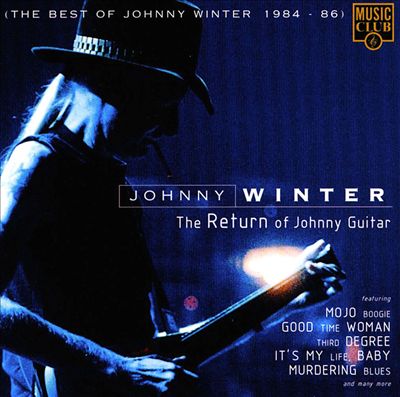 (THE BEST OF JOHNNY WINTER 1984 - 86)
MUSIC
CLUB
JOHNNY WINTER
The Return of Johnny Guitar
featuring
MOJO BOOGIE
GOOD TIME WOMAN
THIRD DEGREE
IT'S MY LIFE, BABY
MURDERING BLUES
and many more